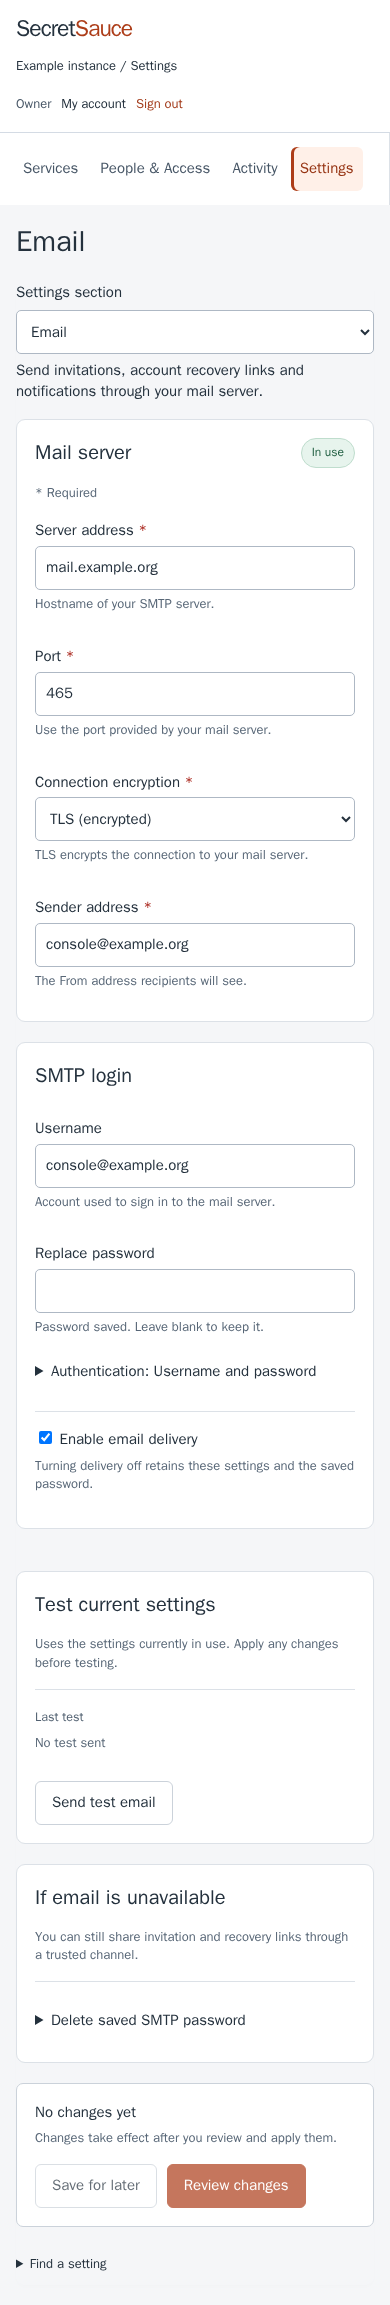 SecretSauce
Example instance / Settings
Owner My account Sign out
Services People & Access Activity Settings
Email
Settings section
Email
Send invitations, account recovery links and
notifications through your mail server.
Mail server In use
* Required
Server address *
mail.example.org
Hostname of your SMTP server.
Port *
465
Use the port provided by your mail server.
Connection encryption *
TLS (encrypted)
TLS encrypts the connection to your mail server.
Sender address *
console@example.org
The From address recipients will see.
SMTP login
Username
console@example.org
Account used to sign in to the mail server.
Replace password
Password saved. Leave blank to keep it.
Authentication: Username and password
Enable email delivery
Turning delivery off retains these settings and the saved
password.
Test current settings
Uses the settings currently in use. Apply any changes
before testing.
Last test
No test sent
Send test email
If email is unavailable
You can still share invitation and recovery links through
a trusted channel.
Delete saved SMTP password
No changes yet
Changes take effect after you review and apply them.
Save for later Review changes
Find a setting